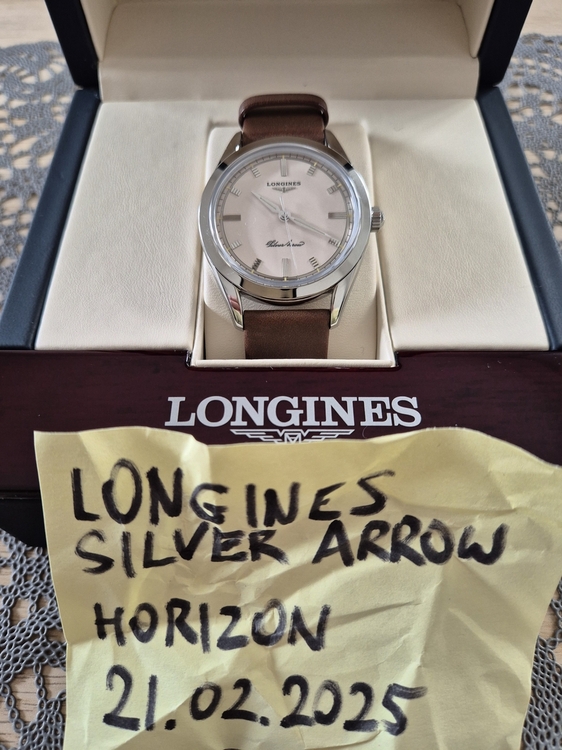 LONGINES
Silver Arrow
LONGINES
LONGINES
SILVER ARROW
HORIZON
21.02.2025